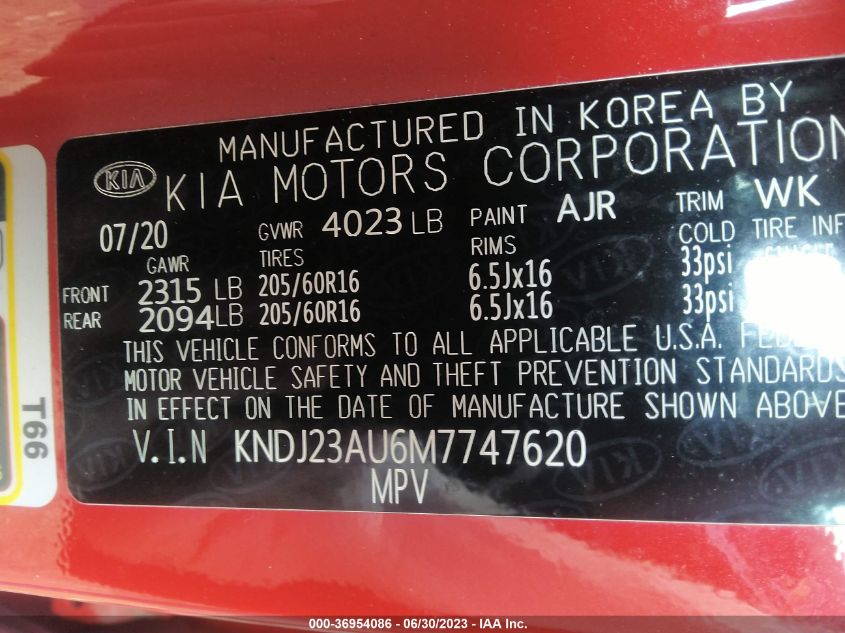 MANUFACTURED IN KOREA BY
KIA KIA MOTORS CORPORATION
07/20 GVWR 4023 LB PAINT AJR TRIM WK
GAWR TIRES RIMS COLD TIRE INF
FRONT 2315 LB 205/60R16 6.5Jx16 33psi
REAR 2094 LB 205/60R16 6.5Jx16 33psi
THIS VEHICLE CONFORMS TO ALL APPLICABLE U.S.A.
MOTOR VEHICLE SAFETY AND THEFT PREVENTION STANDARDS
IN EFFECT ON THE DATE OF MANUFACTURE SHOWN ABOVE
V.I.N KNDJ23AU6M7747620
MPV
T66
000-36954086 - 06/30/2023 - IAA Inc.